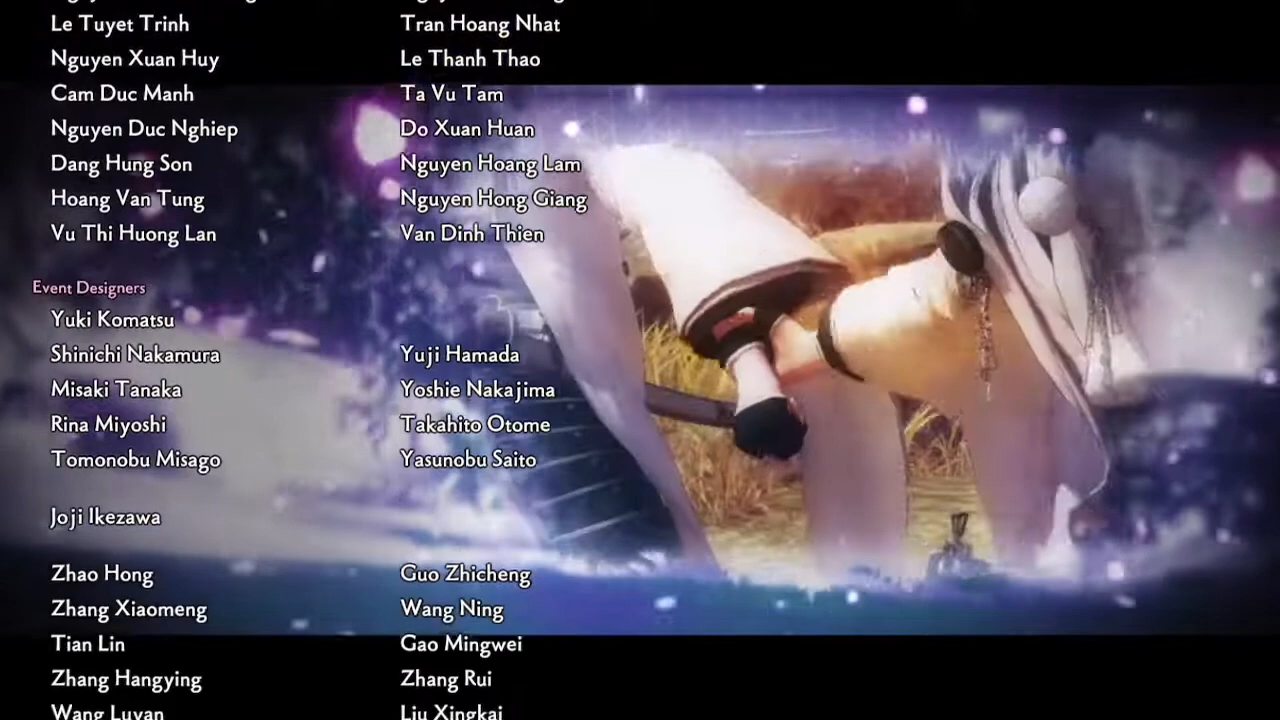 Le Tuyet Trinh Tran Hoang Nhat
Nguyen Xuan Huy Le Thanh Thao
Cam Duc Manh Ta Vu Tam
Nguyen Duc Nghiep Do Xuan Huan
Dang Hung Son Nguyen Hoang Lam
Hoang Van Tung Nguyen Hong Giang
Vu Thi Huong Lan Van Dinh Thien
Event Designers
Yuki Komatsu
Shinichi Nakamura Yuji Hamada
Misaki Tanaka Yoshie Nakajima
Rina Miyoshi Takahito Otome
Tomonobu Misago Yasunobu Saito
Joji Ikezawa
Zhao Hong Guo Zhicheng
Zhang Xiaomeng Wang Ning
Tian Lin Gao Mingwei
Zhang Hangying Zhang Rui
Wang Luyan Liu Xingkai